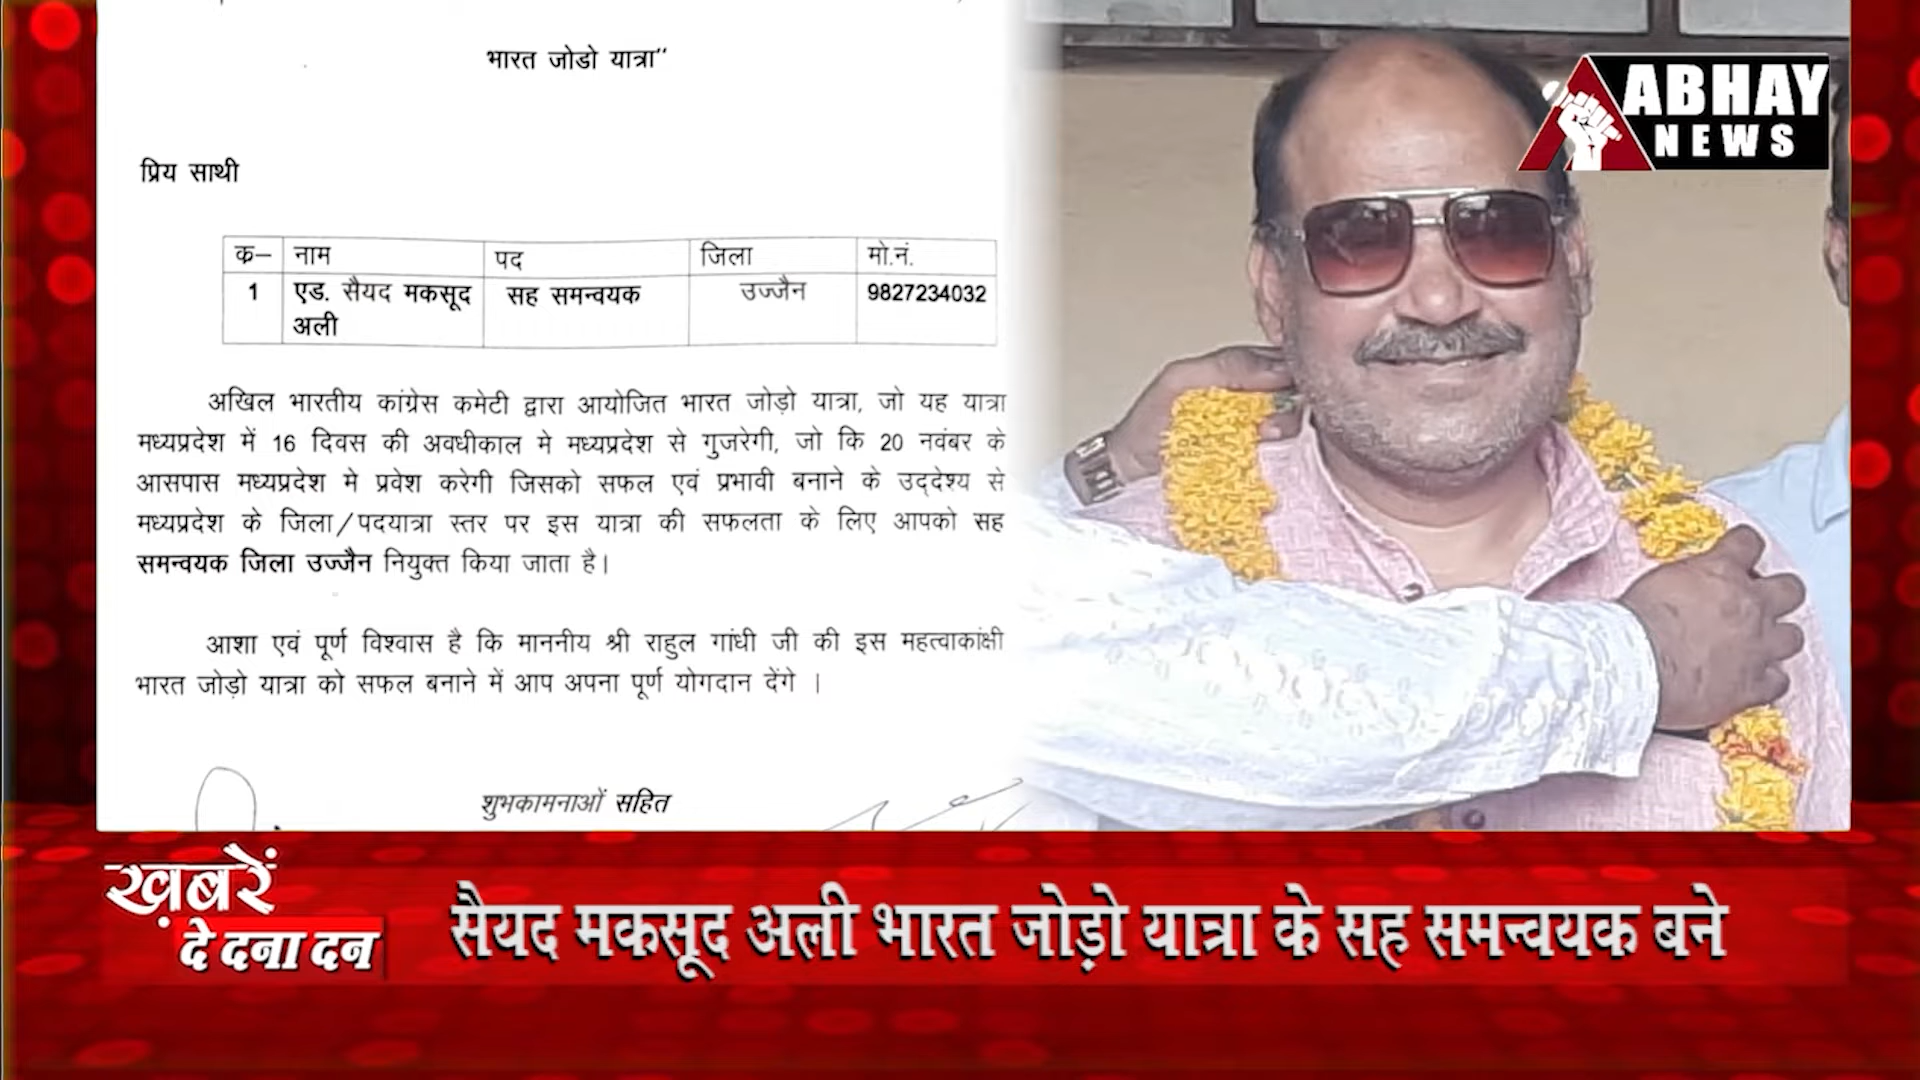 भारत जोडो यात्रा"
प्रिय साथी
क्र– नाम पद जिला मो.नं.
1 एड. सैयद मकसूद सह समन्वयक उज्जैन 9827234032
अली
अखिल भारतीय कांग्रेस कमेटी द्वारा आयोजित भारत जोड़ो यात्रा, जो यह यात्रा
मध्यप्रदेश में 16 दिवस की अवधीकाल मे मध्यप्रदेश से गुजरेगी, जो कि 20 नवंबर के
आसपास मध्यप्रदेश मे प्रवेश करेगी जिसको सफल एवं प्रभावी बनाने के उद्देश्य से
मध्यप्रदेश के जिला/पदयात्रा स्तर पर इस यात्रा की सफलता के लिए आपको सह
समन्वयक जिला उज्जैन नियुक्त किया जाता है।
आशा एवं पूर्ण विश्वास है कि माननीय श्री राहुल गांधी जी की इस महत्वाकांक्षी
भारत जोड़ो यात्रा को सफल बनाने में आप अपना पूर्ण योगदान देंगे ।
शुभकामनाओं सहित
ABHAY
NEWS
ख़बरें
दे दना दन
सैयद मकसूद अली भारत जोड़ो यात्रा के सह समन्वयक बने